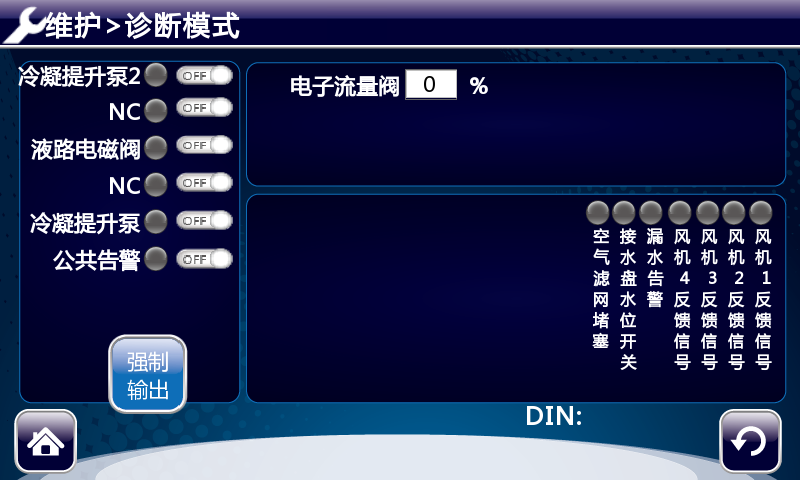 维护>诊断模式
冷凝提升泵2 OFF
NC OFF
液路电磁阀 OFF
NC OFF
冷凝提升泵 OFF
公共告警 OFF
强制
输出
电子流量阀 0 %
空气滤网堵塞
接水盘水位开关
漏水告警
风机4反馈信号
风机3反馈信号
风机2反馈信号
风机1反馈信号
DIN: